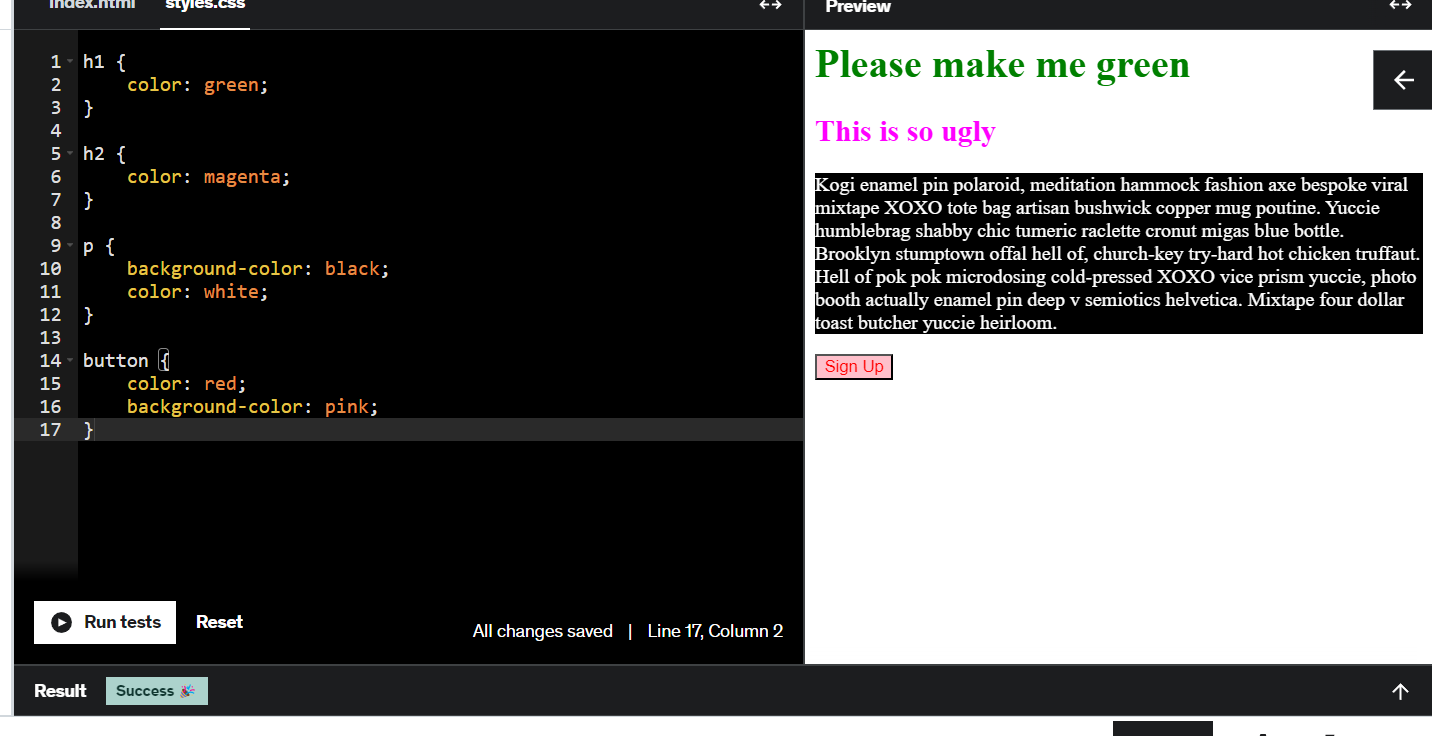 index.html styles.css
Preview
1 h1 {
2 color: green;
3 }
4
5 h2 {
6 color: magenta;
7 }
8
9 p {
10 background-color: black;
11 color: white;
12 }
13
14 button {
15 color: red;
16 background-color: pink;
17 }
Run tests Reset
All changes saved | Line 17, Column 2
Please make me green
This is so ugly
Kogi enamel pin polaroid, meditation hammock fashion axe bespoke viral
mixtape XOXO tote bag artisan bushwick copper mug poutine. Yuccie
humblebrag shabby chic tumeric raclette cronut migas blue bottle.
Brooklyn stumptown offal hell of, church-key try-hard hot chicken truffaut.
Hell of pok pok microdosing cold-pressed XOXO vice prism yuccie, photo
booth actually enamel pin deep v semiotics helvetica. Mixtape four dollar
toast butcher yuccie heirloom.
Sign Up
Result Success 🎉